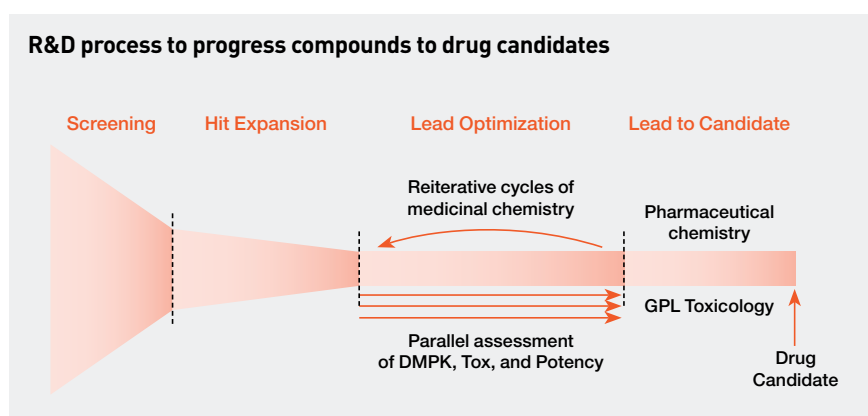 R&D process to progress compounds to drug candidates
Screening
Hit Expansion
Lead Optimization
Lead to Candidate
Reiterative cycles of
medicinal chemistry
Pharmaceutical
chemistry
GPL Toxicology
Parallel assessment
of DMPK, Tox, and Potency
Drug
Candidate